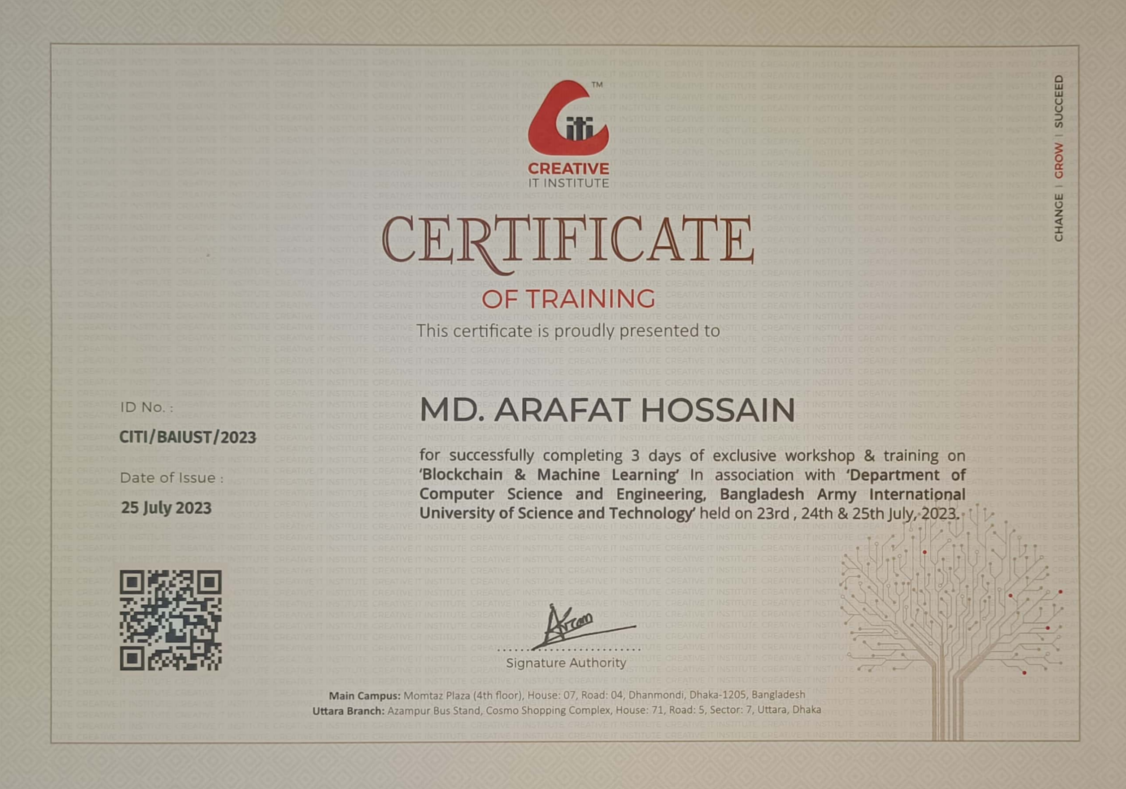 iti
TM
CREATIVE
IT INSTITUTE
CHANGE | GROW | SUCCEED
CERTIFICATE
OF TRAINING
This certificate is proudly presented to
ID No. :
CITI/BAIUST/2023
Date of Issue :
25 July 2023
MD. ARAFAT HOSSAIN
for successfully completing 3 days of exclusive workshop & training on
'Blockchain & Machine Learning' In association with 'Department of
Computer Science and Engineering, Bangladesh Army International
University of Science and Technology' held on 23rd , 24th & 25th July, 2023.
Signature Authority
Main Campus: Momtaz Plaza (4th floor), House: 07, Road: 04, Dhanmondi, Dhaka-1205, Bangladesh
Uttara Branch: Azampur Bus Stand, Cosmo Shopping Complex, House: 71, Road: 5, Sector: 7, Uttara, Dhaka